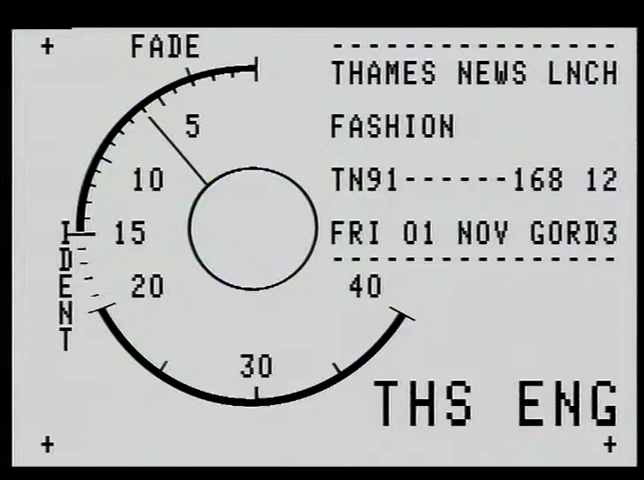 FADE
THAMES NEWS LNCH
FASHION
TN91------168 12
FRI 01 NOV GORD3
5
10
15
20
30
40
IDENT
THS ENG